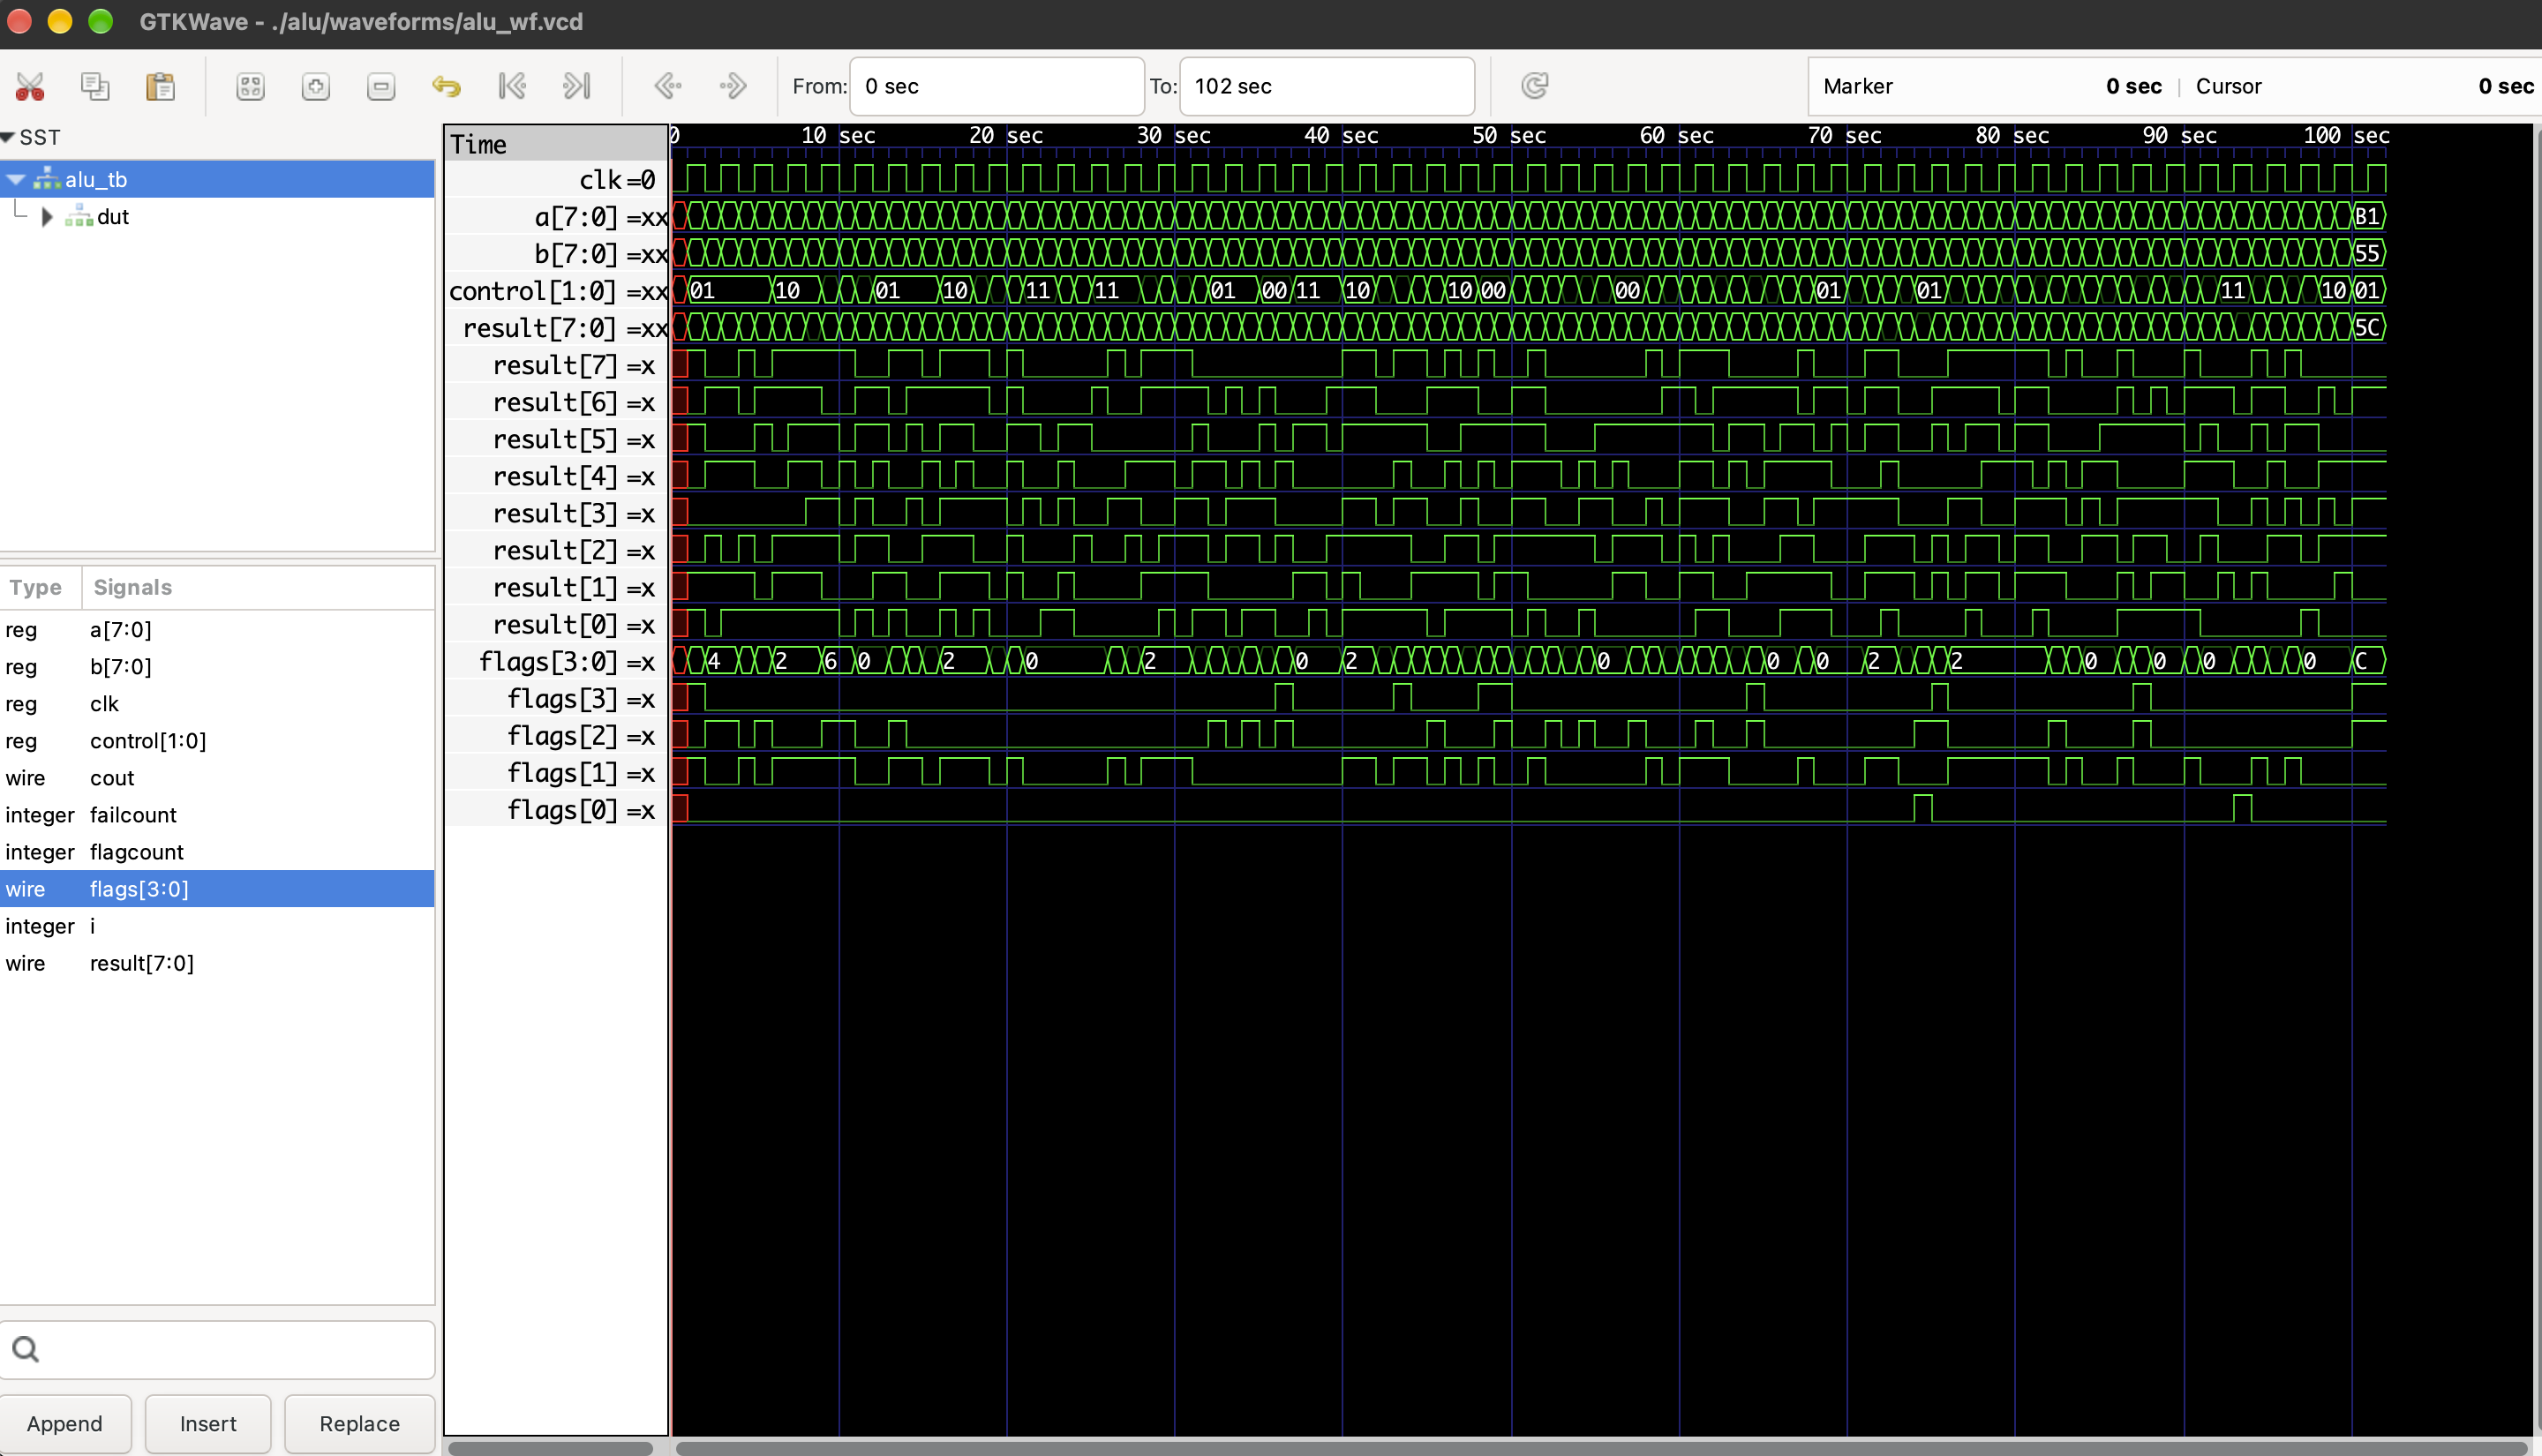 GTKWave - ./alu/waveforms/alu_wf.vcd
From: 0 sec To: 102 sec Marker 0 sec | Cursor 0 sec
SST
alu_tb
dut
Type Signals
reg a[7:0]
reg b[7:0]
reg clk
reg control[1:0]
wire cout
integer failcount
integer flagcount
wire flags[3:0]
integer i
wire result[7:0]
Append Insert Replace
Time 0 10 sec 20 sec 30 sec 40 sec 50 sec 60 sec 70 sec 80 sec 90 sec 100 sec
clk =0
a[7:0] =xx B1
b[7:0] =xx 55
control[1:0] =xx 01 10 01 10 11 11 01 00 11 10 10 00 00 01 01 11 10 01
result[7:0] =xx 5C
result[7] =x
result[6] =x
result[5] =x
result[4] =x
result[3] =x
result[2] =x
result[1] =x
result[0] =x
flags[3:0] =x 4 2 6 0 2 0 2 0 2 0 0 0 2 2 0 0 0 0 C
flags[3] =x
flags[2] =x
flags[1] =x
flags[0] =x